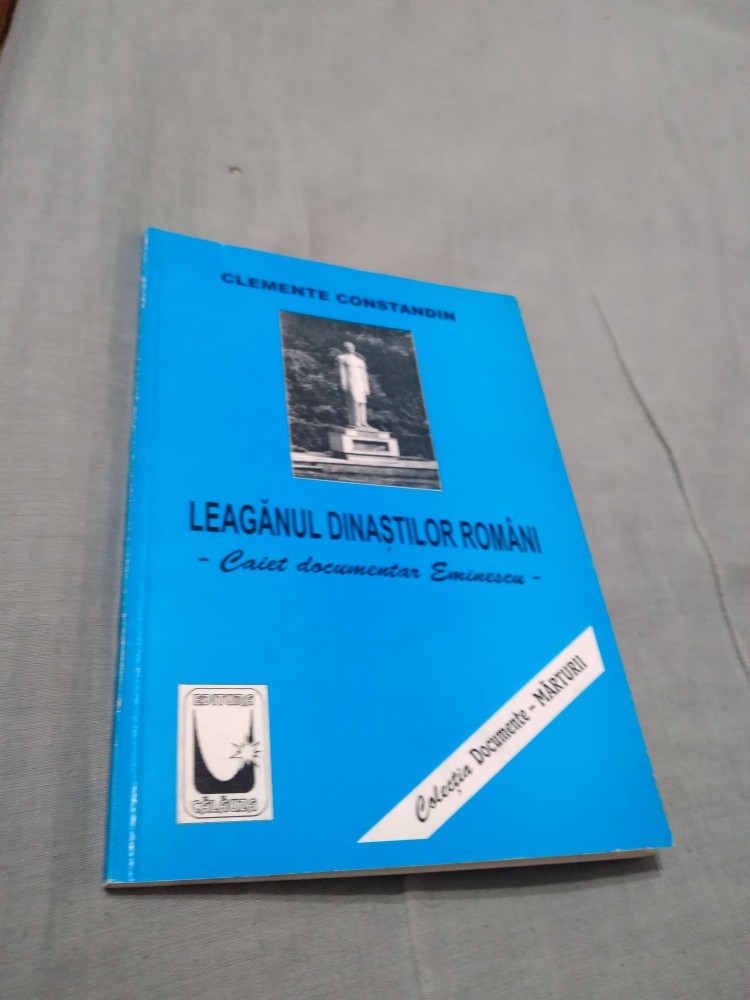 CLEMENTE CONSTANDIN
LEAGĂNUL DINAȘTILOR ROMÂNI
- Caiet documentar Eminescu -
Colecția Documente - MĂRTURII
EDITURA
CĂLĂUZA